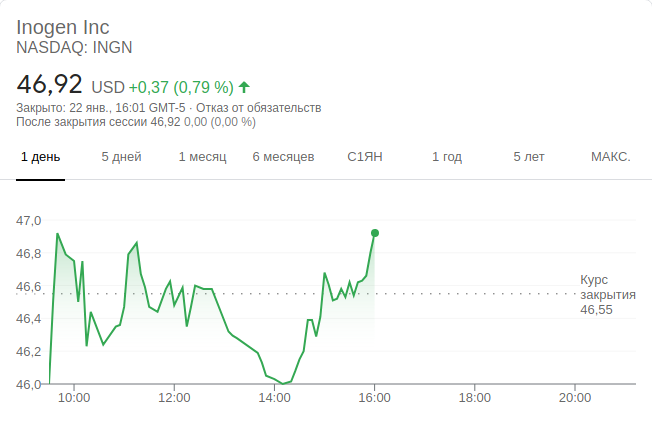 Inogen Inc
NASDAQ: INGN
46,92 USD +0,37 (0,79 %)
Закрыто: 22 янв., 16:01 GMT-5 · Отказ от обязательств
После закрытия сессии 46,92 0,00 (0,00 %)
1 день 5 дней 1 месяц 6 месяцев С1ЯН 1 год 5 лет МАКС.
47,0
46,8
46,6
46,4
46,2
46,0
Курс
закрытия
46,55
10:00 12:00 14:00 16:00 18:00 20:00